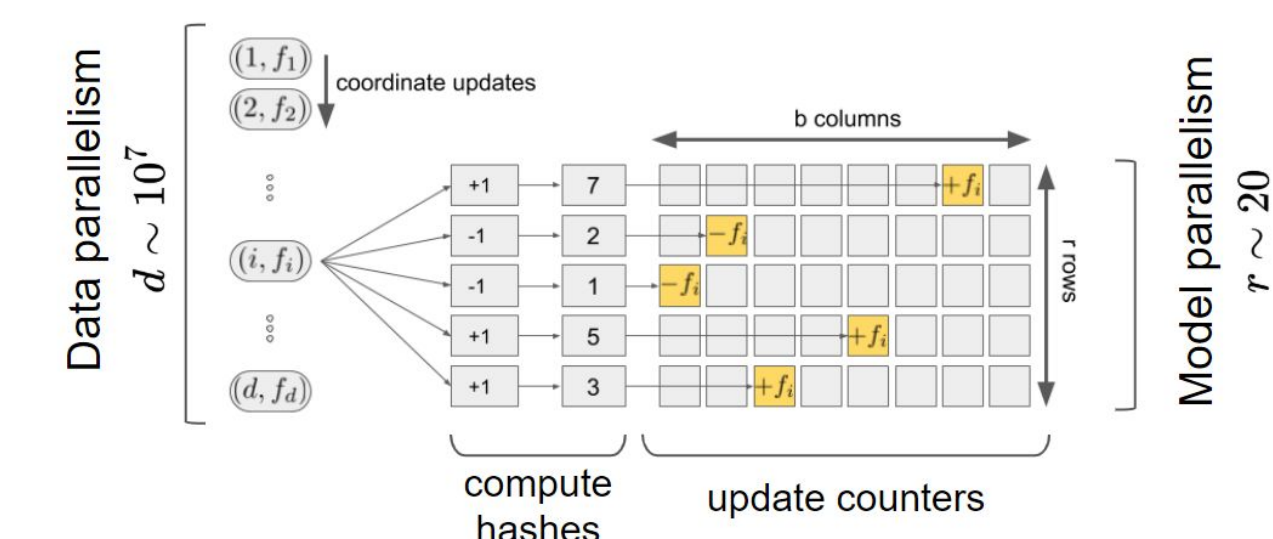 Data parallelism
d ∼ 10^7
(1, f_1)
(2, f_2)
coordinate updates
(i, f_i)
(d, f_d)
b columns
+1 7 +f_i
-1 2 −f_i
-1 1 −f_i
+1 5 +f_i
+1 3 +f_i
r rows
compute
hashes
update counters
Model parallelism
r ∼ 20